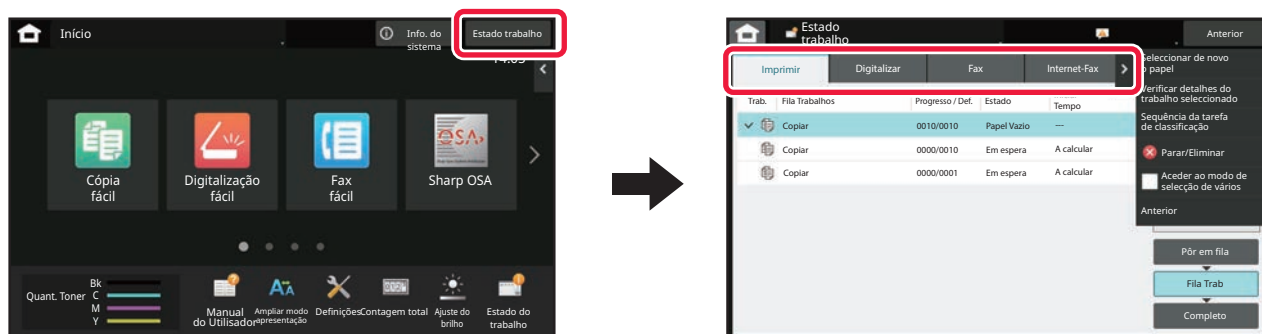 Início
Info. do
sistema
Estado trabalho
Cópia
fácil
Digitalização
fácil
Fax
fácil
OSA
Sharp OSA
Quant. Toner
Bk
C
M
Y
Manual
do Utilisador
Ampliar modo
apresentação
Definições
Contagem total
Ajuste do
brilho
Estado do
trabalho
Estado
trabalho
Anterior
Imprimir
Digitalizar
Fax
Internet-Fax
Trab.
Fila Trabalhos
Progresso / Def.
Estado
Tempo
Copiar
0010/0010
Papel Vazio
—
Copiar
0000/0010
Em espera
A calcular
Copiar
0000/0001
Em espera
A calcular
Seleccionar de novo
o papel
Verificar detalhes do
trabalho seleccionado
Sequência da tarefa
de classificação
Parar/Eliminar
Aceder ao modo de
selecção de vários
Anterior
Pôr em fila
Fila Trab
Completo